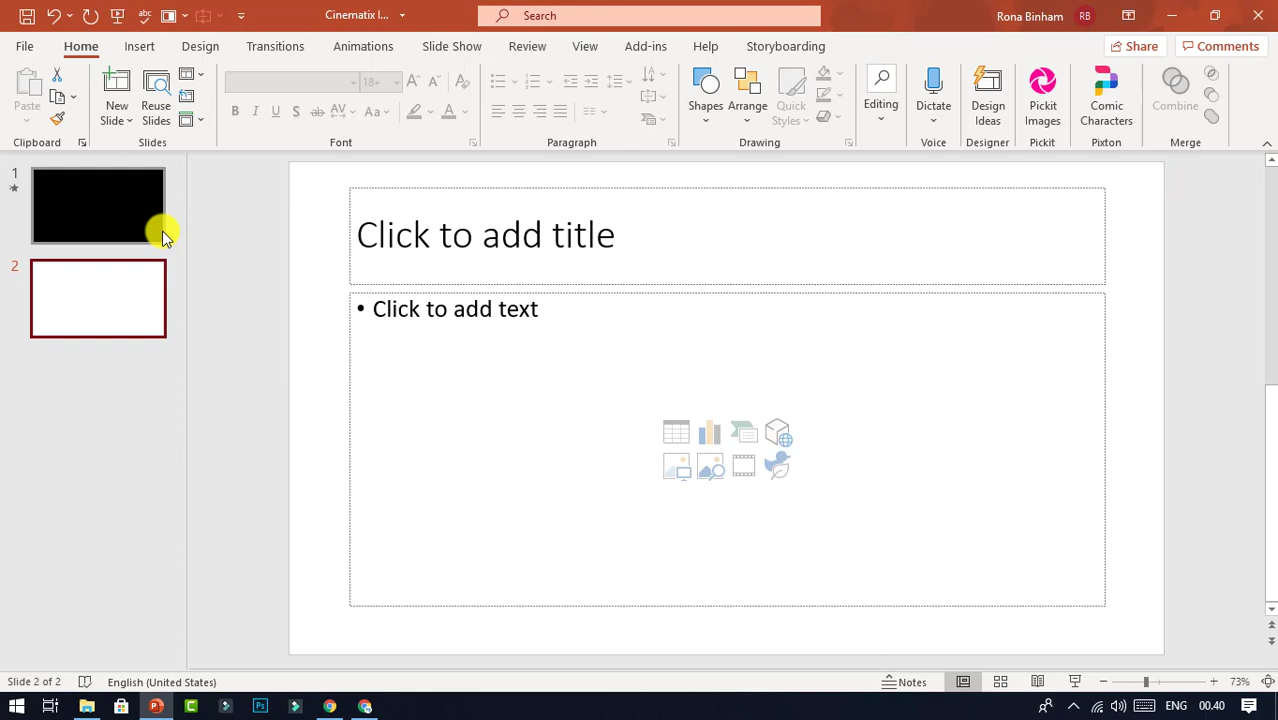 Cinematix I...
Search
Rona Binham
RB
File
Home
Insert
Design
Transitions
Animations
Slide Show
Review
View
Add-ins
Help
Storyboarding
Share
Comments
Paste
New
Slide
Reuse
Slides
18+
Shapes
Arrange
Quick
Styles
Editing
Dictate
Design
Ideas
Pickit
Images
Comic
Characters
Combine
Clipboard
Slides
Font
Paragraph
Drawing
Voice
Designer
Pickit
Pixton
Merge
1
2
Click to add title
• Click to add text
Slide 2 of 2
English (United States)
Notes
73%
ENG
00.40